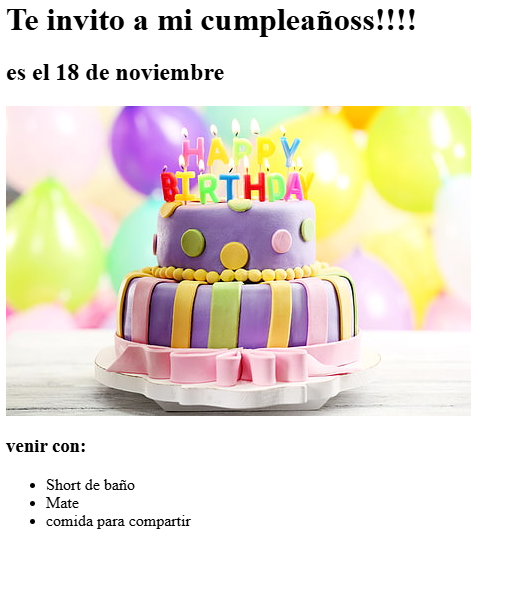 Te invito a mi cumpleañoss!!!!
es el 18 de noviembre
HAPPY
BIRTHDAY
venir con:
Short de baño
Mate
comida para compartir